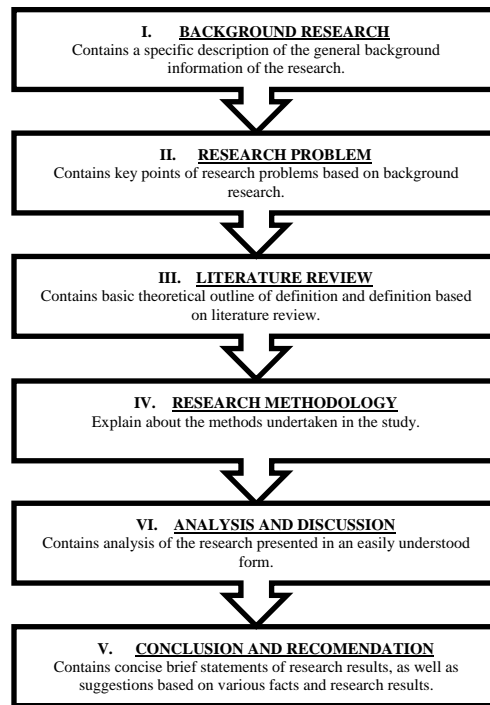 I. BACKGROUND RESEARCH
Contains a specific description of the general background
information of the research.
II. RESEARCH PROBLEM
Contains key points of research problems based on background
research.
III. LITERATURE REVIEW
Contains basic theoretical outline of definition and definition based
on literature review.
IV. RESEARCH METHODOLOGY
Explain about the methods undertaken in the study.
VI. ANALYSIS AND DISCUSSION
Contains analysis of the research presented in an easily understood
form.
V. CONCLUSION AND RECOMENDATION
Contains concise brief statements of research results, as well as
suggestions based on various facts and research results.